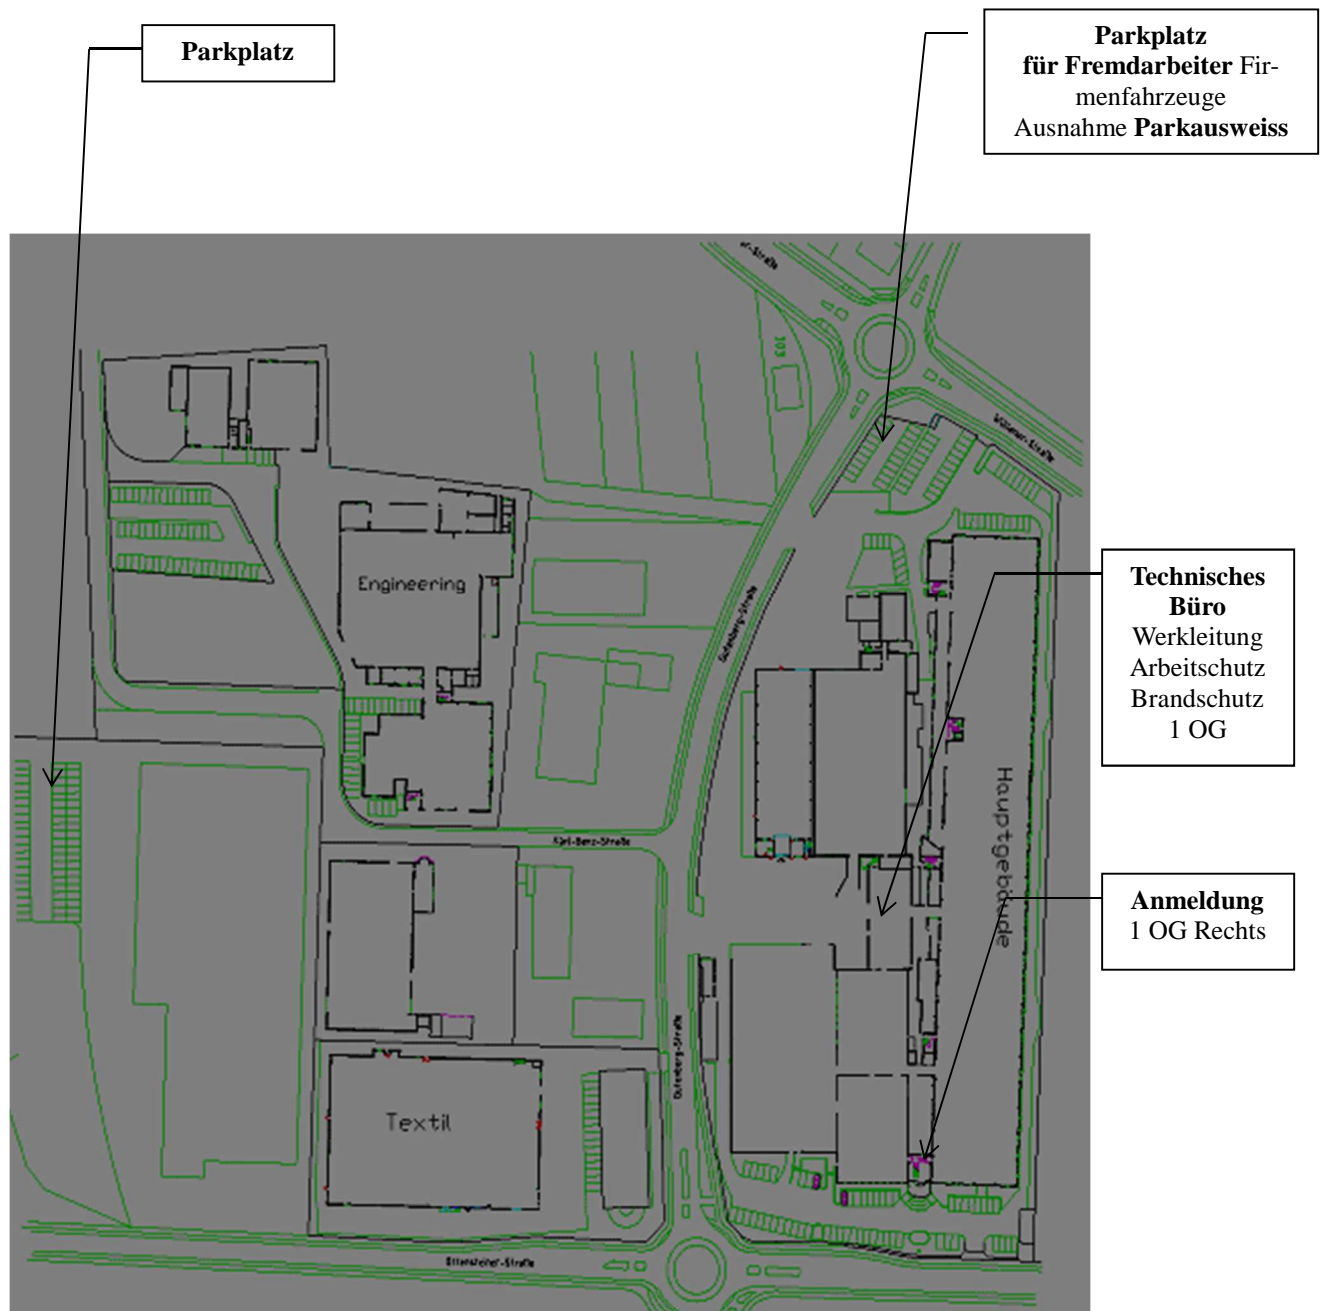 Parkplatz
Parkplatz
für Fremdarbeiter Fir-
menfahrzeuge
Ausnahme Parkausweiss
103
Engineering
Gutenberg-Straße
Technisches
Büro
Werkleitung
Arbeitschutz
Brandschutz
1 OG
Hauptgebäude
Karl-Benz-Straße
Anmeldung
1 OG Rechts
Gutenberg-Straße
Textil